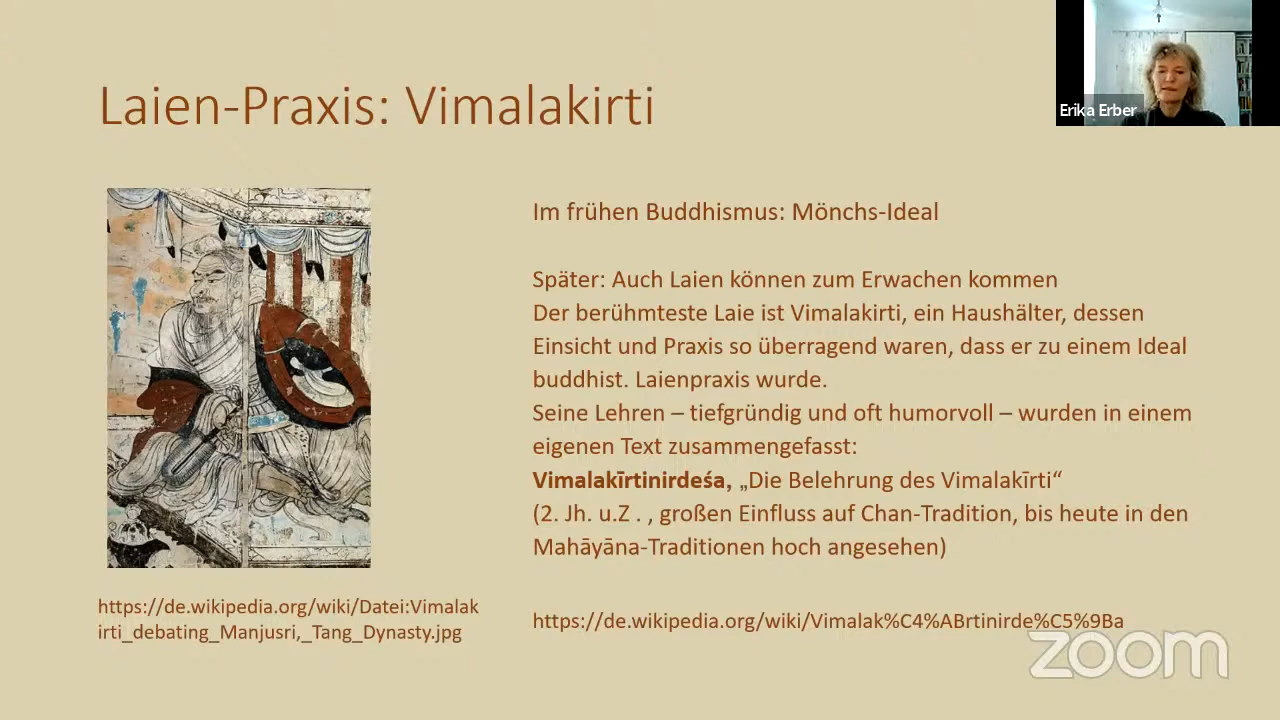 Laien-Praxis: Vimalakirti
Erika Erber
Im frühen Buddhismus: Mönchs-Ideal
Später: Auch Laien können zum Erwachen kommen
Der berühmteste Laie ist Vimalakirti, ein Haushälter, dessen
Einsicht und Praxis so überragend waren, dass er zu einem Ideal
buddhist. Laienpraxis wurde.
Seine Lehren – tiefgründig und oft humorvoll – wurden in einem
eigenen Text zusammengefasst:
Vimalakīrtinirdeśa, „Die Belehrung des Vimalakīrti“
(2. Jh. u.Z . , großen Einfluss auf Chan-Tradition, bis heute in den
Mahāyāna-Traditionen hoch angesehen)
https://de.wikipedia.org/wiki/Datei:Vimalak
irti_debating_Manjusri,_Tang_Dynasty.jpg
https://de.wikipedia.org/wiki/Vimalak%C4%ABrtinirde%C5%9Ba
zoom